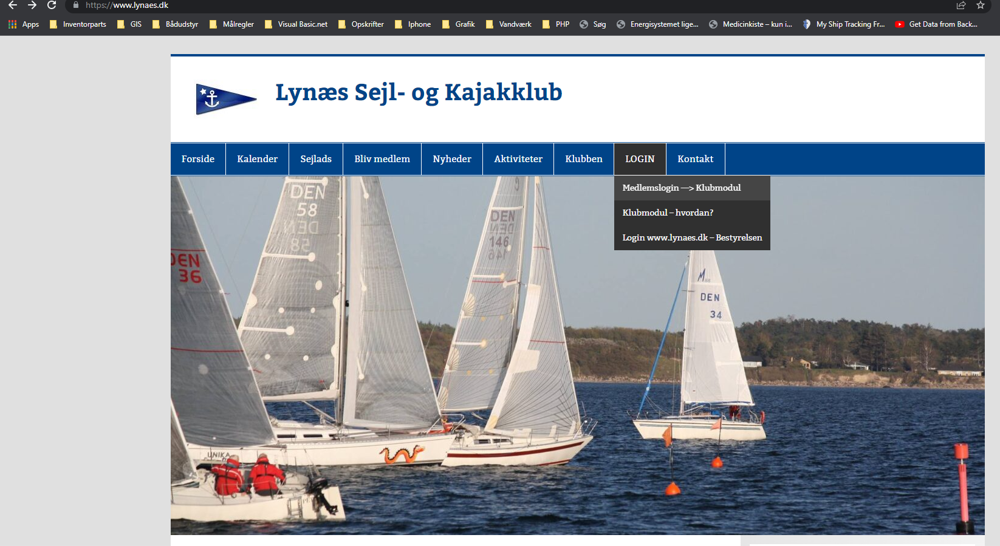 https://www.lynaes.dk
Apps Inventorparts GIS Bådudstyr Målregler Visual Basic.net Opskrifter Iphone Grafik Vandværk PHP Søg Energisystemet lige... Medicinkiste – kun i... My Ship Tracking Fr... Get Data from Back...
Lynæs Sejl- og Kajakklub
Forside Kalender Sejlads Bliv medlem Nyheder Aktiviteter Klubben LOGIN Kontakt
Medlemslogin —> Klubmodul
Klubmodul – hvordan?
Login www.lynaes.dk – Bestyrelsen
DEN
58
DEN
146
DEN
36
M
88
DEN
34
UNIKA